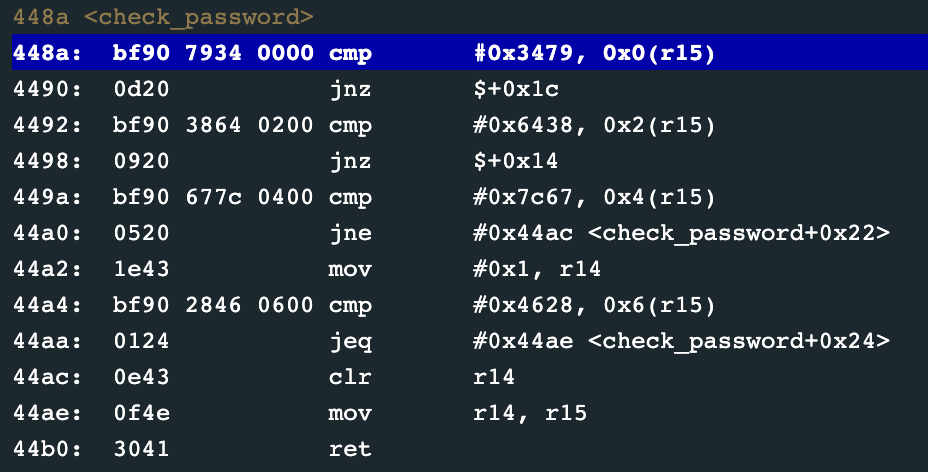 448a <check_password>
448a: bf90 7934 0000 cmp #0x3479, 0x0(r15)
4490: 0d20 jnz $+0x1c
4492: bf90 3864 0200 cmp #0x6438, 0x2(r15)
4498: 0920 jnz $+0x14
449a: bf90 677c 0400 cmp #0x7c67, 0x4(r15)
44a0: 0520 jne #0x44ac <check_password+0x22>
44a2: 1e43 mov #0x1, r14
44a4: bf90 2846 0600 cmp #0x4628, 0x6(r15)
44aa: 0124 jeq #0x44ae <check_password+0x24>
44ac: 0e43 clr r14
44ae: 0f4e mov r14, r15
44b0: 3041 ret